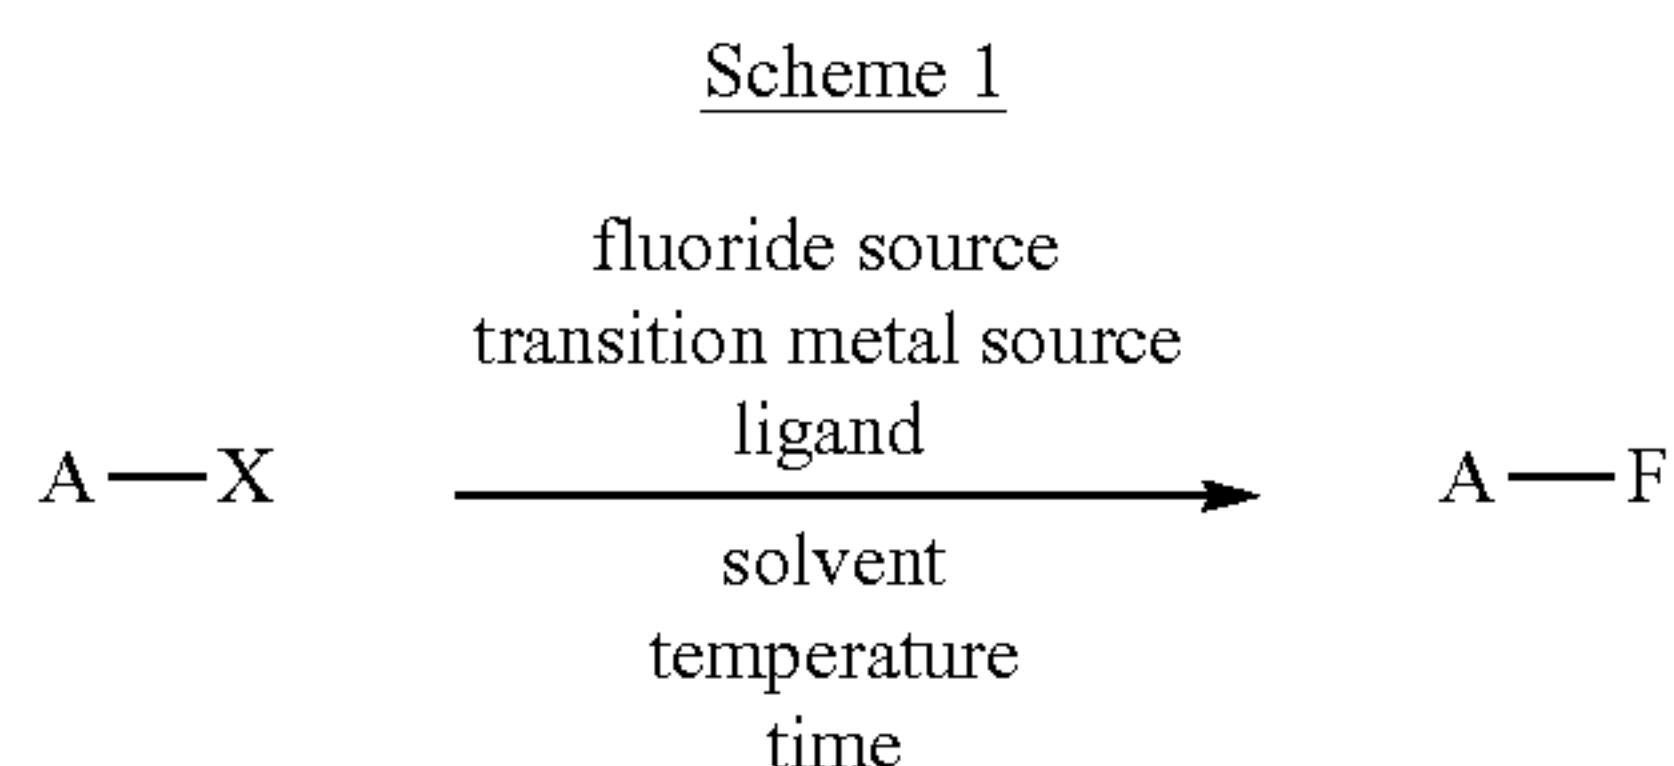 Scheme 1
fluoride source
transition metal source
ligand
A—X
A—F
solvent
temperature
time